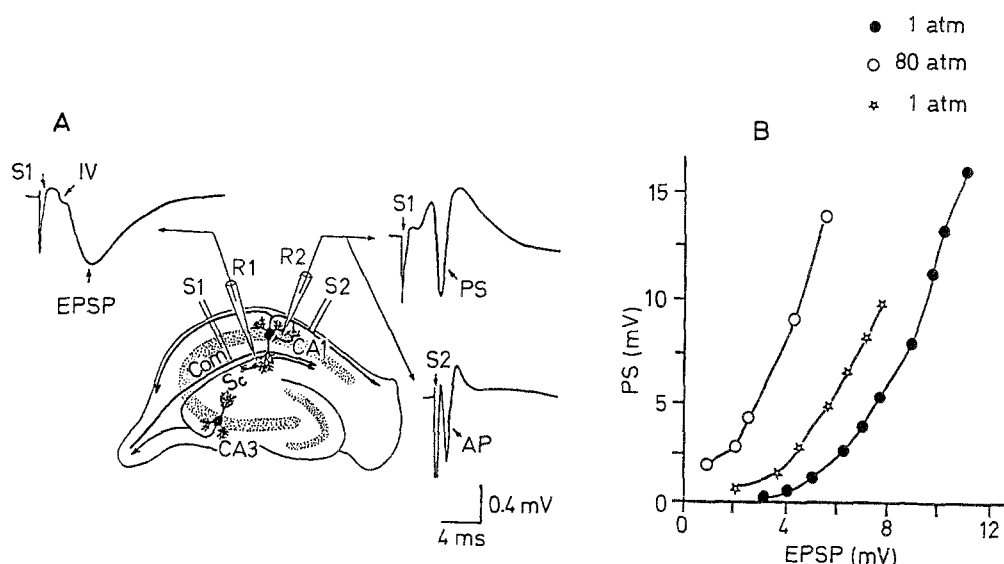 1 atm
80 atm
1 atm
A
B
S1
IV
EPSP
S1
PS
R1
R2
S1
S2
Com
CA1
Sc
CA3
S2
AP
0.4 mV
4 ms
15
10
5
0
PS (mV)
0 4 8 12
EPSP (mV)